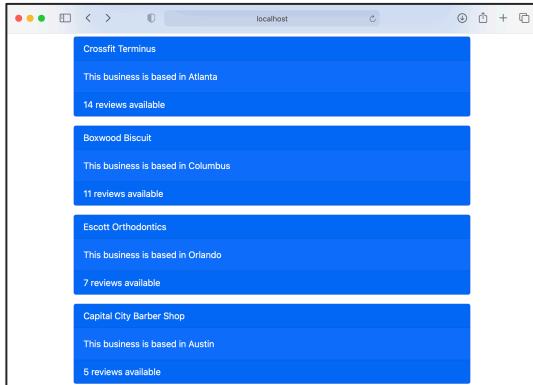 localhost
Crossfit Terminus
This business is based in Atlanta
14 reviews available
Boxwood Biscuit
This business is based in Columbus
11 reviews available
Escott Orthodontics
This business is based in Orlando
7 reviews available
Capital City Barber Shop
This business is based in Austin
5 reviews available